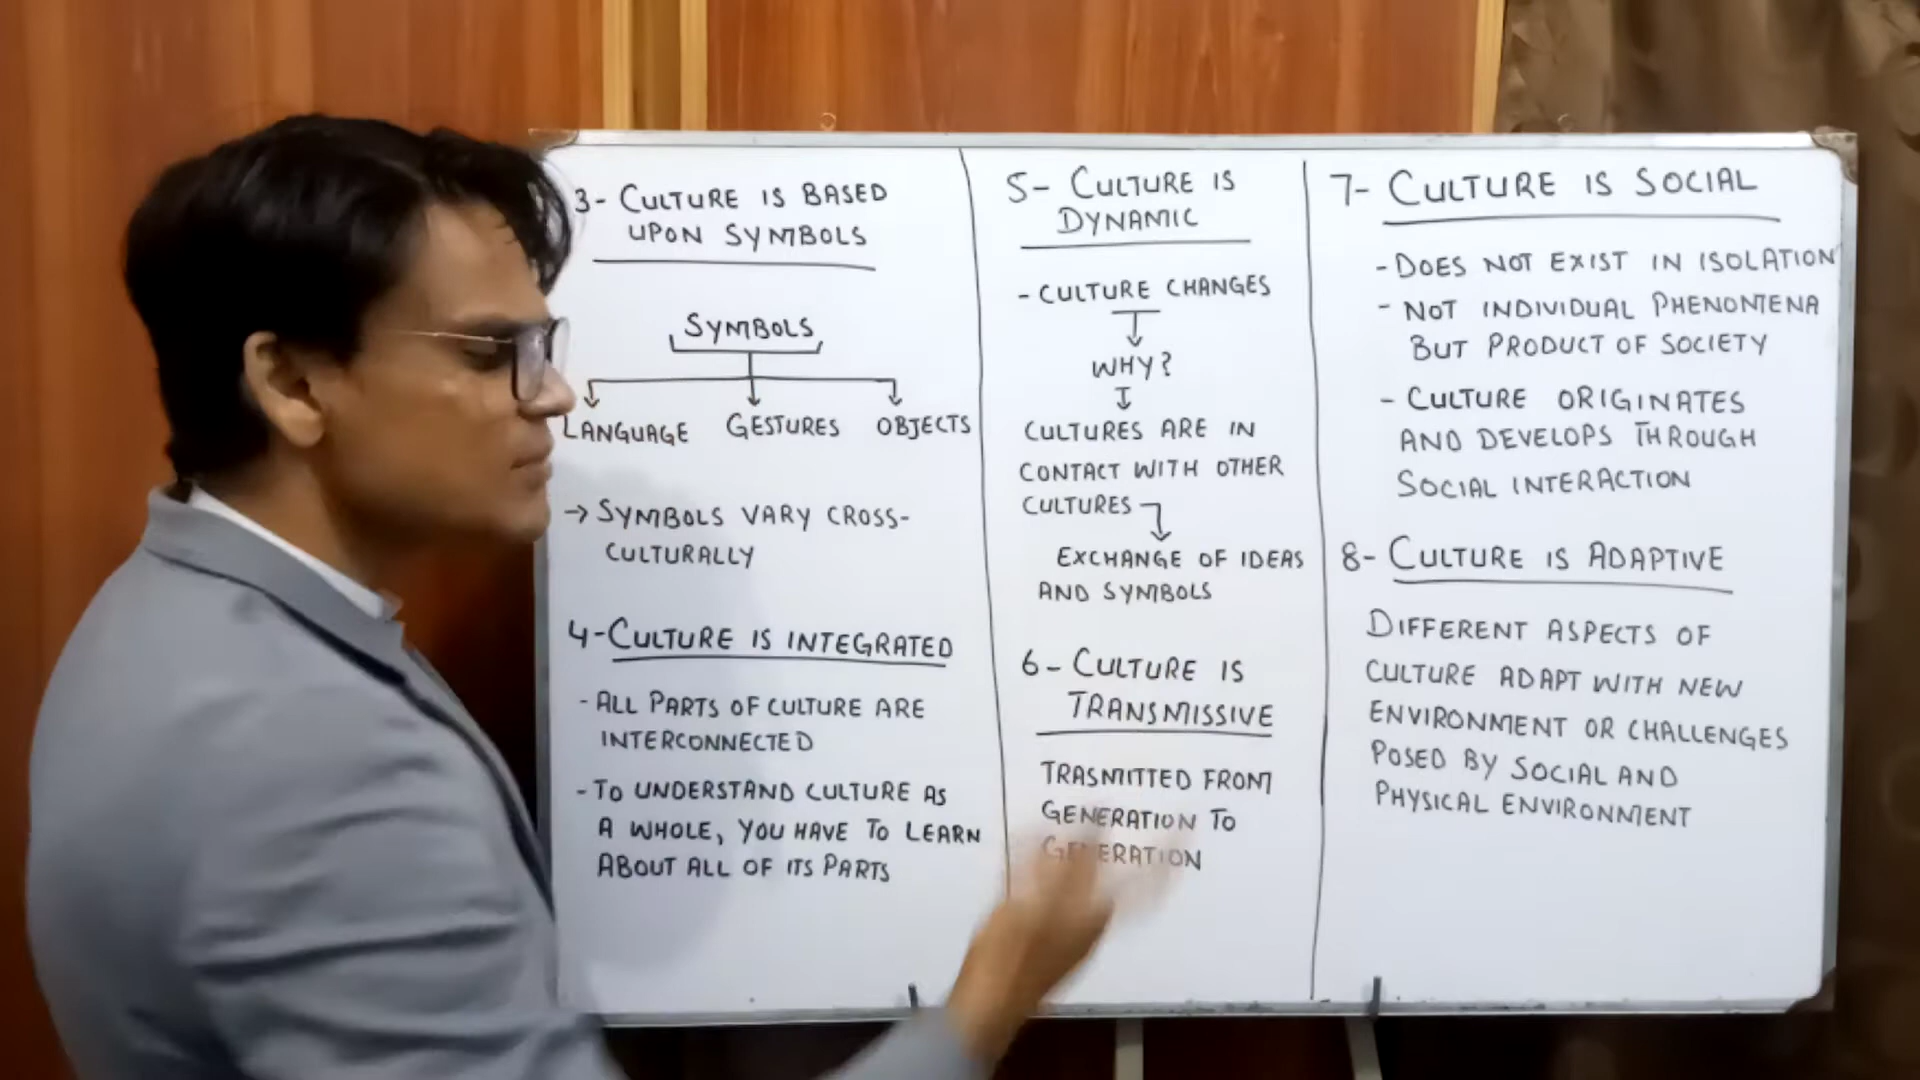 3- CULTURE IS BASED
UPON SYMBOLS
SYMBOLS
LANGUAGE GESTURES OBJECTS
→ SYMBOLS VARY CROSS-
CULTURALLY
4- CULTURE IS INTEGRATED
- ALL PARTS OF CULTURE ARE
INTERCONNECTED
- TO UNDERSTAND CULTURE AS
A WHOLE, YOU HAVE TO LEARN
ABOUT ALL OF ITS PARTS
5- CULTURE IS
DYNAMIC
- CULTURE CHANGES
WHY?
CULTURES ARE IN
CONTACT WITH OTHER
CULTURES
EXCHANGE OF IDEAS
AND SYMBOLS
6- CULTURE IS
TRANSMISSIVE
TRASMITTED FROM
GENERATION TO
GENERATION
7- CULTURE IS SOCIAL
- DOES NOT EXIST IN ISOLATION
- NOT INDIVIDUAL PHENOMENA
BUT PRODUCT OF SOCIETY
- CULTURE ORIGINATES
AND DEVELOPS THROUGH
SOCIAL INTERACTION
8- CULTURE IS ADAPTIVE
DIFFERENT ASPECTS OF
CULTURE ADAPT WITH NEW
ENVIRONMENT OR CHALLENGES
POSED BY SOCIAL AND
PHYSICAL ENVIRONMENT